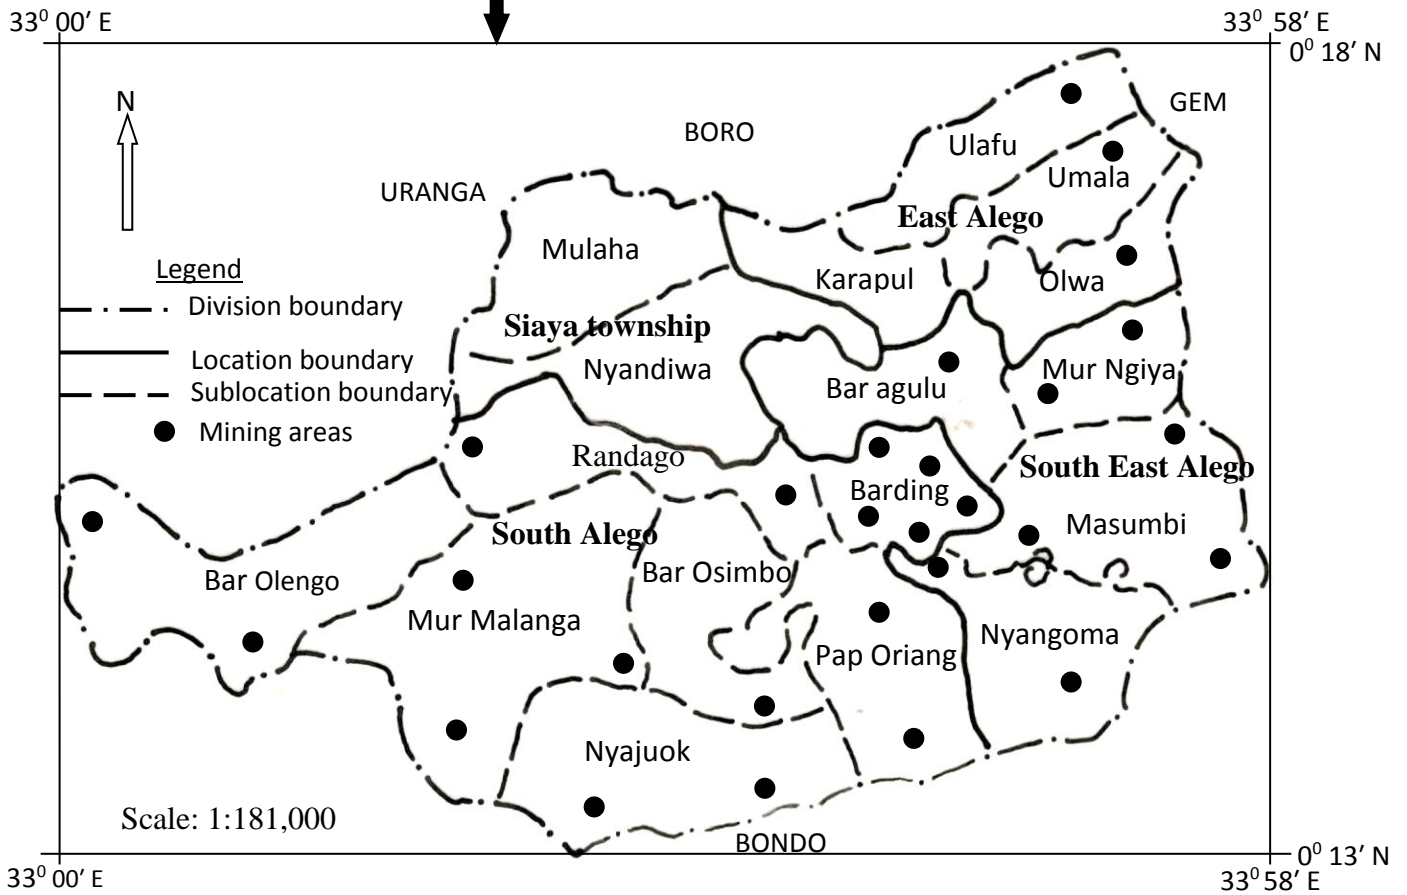 33⁰ 00′ E
33⁰ 58′ E
0⁰ 18′ N
N
GEM
BORO
Ulafu
Umala
URANGA
East Alego
Mulaha
Karapul
Olwa
Legend
Division boundary
Siaya township
Location boundary
Nyandiwa
Mur Ngiya
Sublocation boundary
Bar agulu
Mining areas
Randago
South East Alego
Barding
Masumbi
South Alego
Bar Osimbo
Bar Olengo
Mur Malanga
Nyangoma
Pap Oriang
Nyajuok
Scale: 1:181,000
BONDO
0⁰ 13′ N
33⁰ 00′ E
33⁰ 58′ E